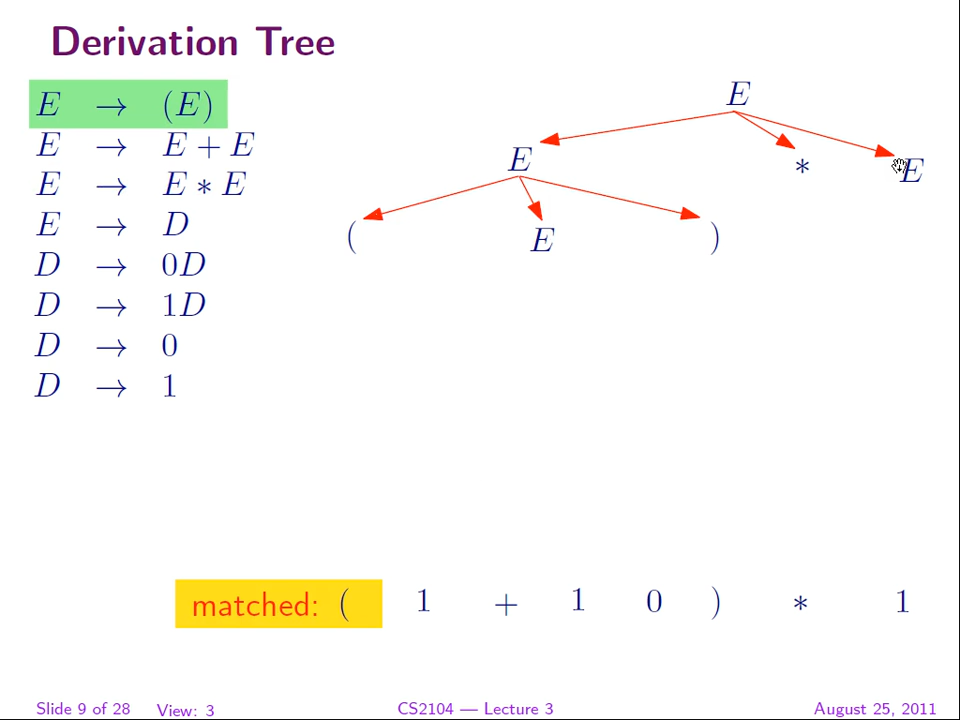 Derivation Tree
E → (E)
E → E + E
E → E ∗ E
E → D
D → 0D
D → 1D
D → 0
D → 1
E
E ∗ E
( E )
matched: ( 1 + 1 0 ) ∗ 1
Slide 9 of 28 View: 3 CS2104 — Lecture 3 August 25, 2011